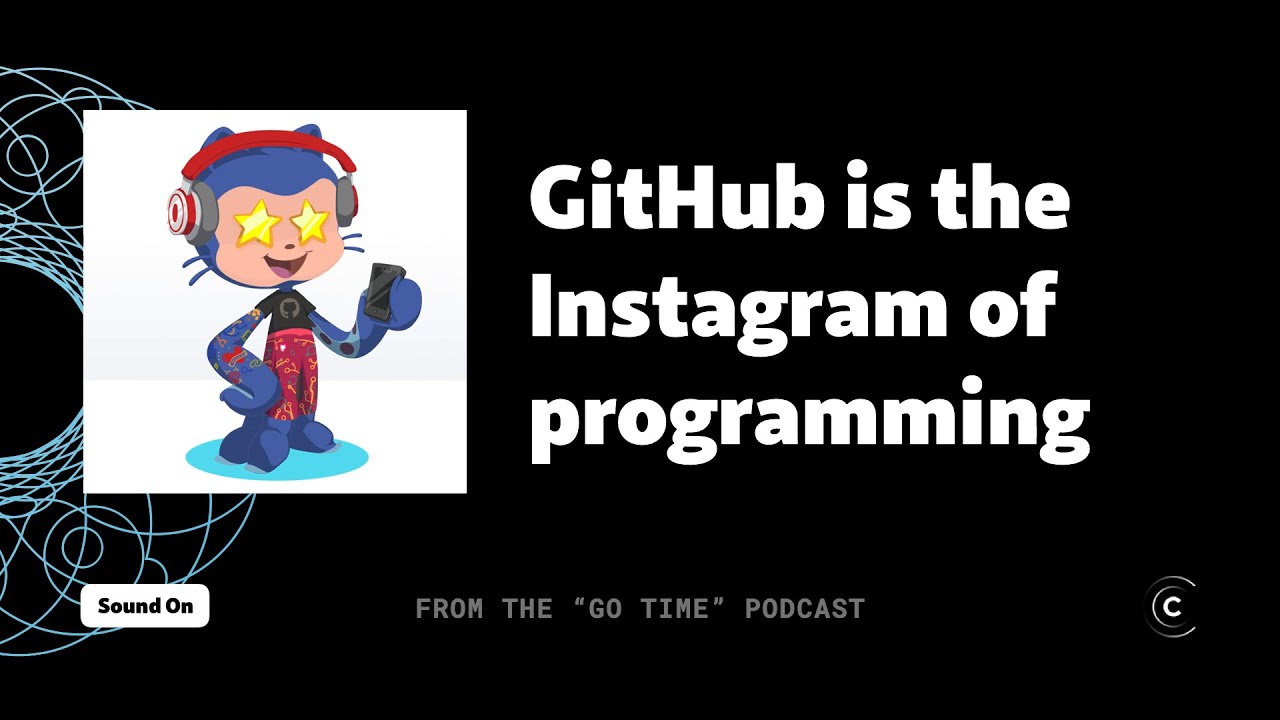 GitHub is the
Instagram of
programming
Sound On
FROM THE “GO TIME” PODCAST
C